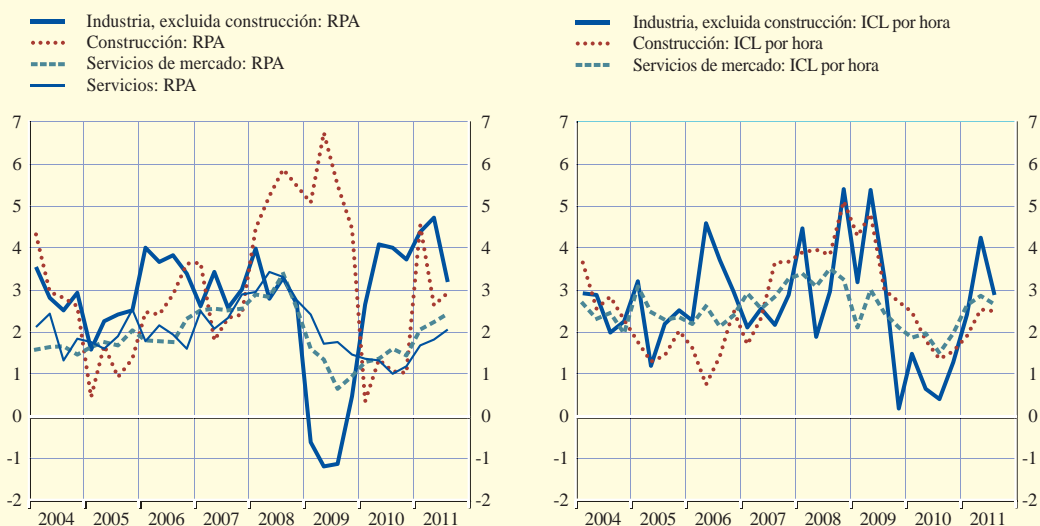 Industria, excluida construcción: RPA
Construcción: RPA
Servicios de mercado: RPA
Servicios: RPA
7 7
6 6
5 5
4 4
3 3
2 2
1 1
0 0
-1 -1
-2 -2
2004 2005 2006 2007 2008 2009 2010 2011
Industria, excluida construcción: ICL por hora
Construcción: ICL por hora
Servicios de mercado: ICL por hora
7 7
6 6
5 5
4 4
3 3
2 2
1 1
0 0
-1 -1
-2 -2
2004 2005 2006 2007 2008 2009 2010 2011